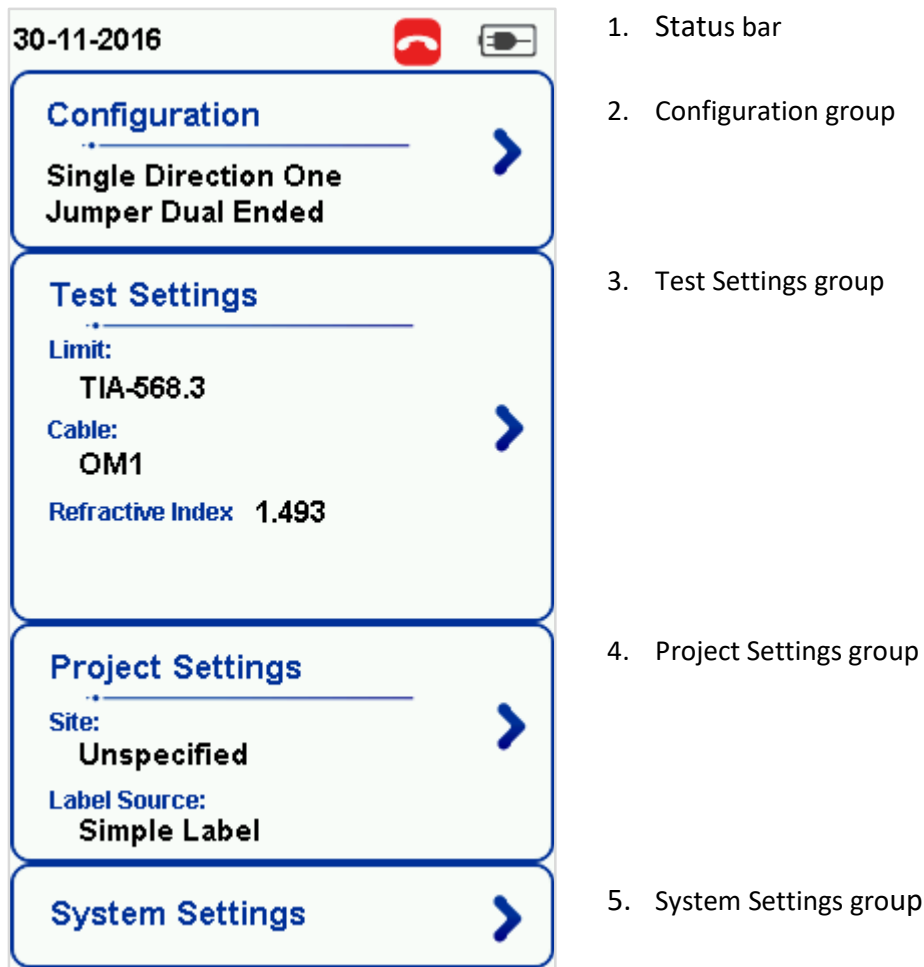 30-11-2016
1. Status bar
Configuration
2. Configuration group
Single Direction One
Jumper Dual Ended
Test Settings
3. Test Settings group
Limit:
TIA-568.3
Cable:
OM1
Refractive Index 1.493
Project Settings
4. Project Settings group
Site:
Unspecified
Label Source:
Simple Label
System Settings
5. System Settings group